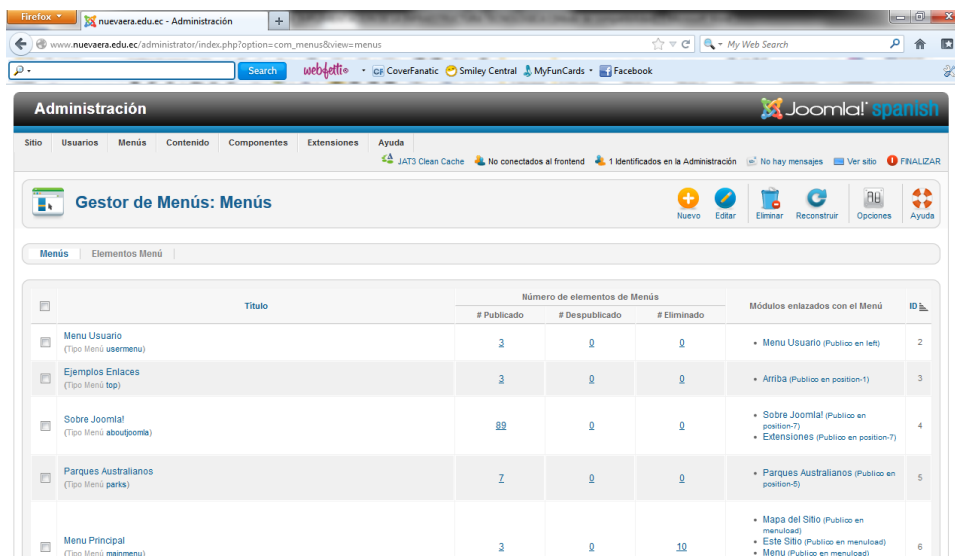 Firefox
nuevaera.edu.ec - Administración
www.nuevaera.edu.ec/administrator/index.php?option=com_menus&view=menus
My Web Search
Search webfetti CF CoverFanatic Smiley Central MyFunCards Facebook
Administración Joomla! spanish
Sitio Usuarios Menús Contenido Componentes Extensiones Ayuda
JAT3 Clean Cache No conectados al frontend 1 Identificados en la Administración No hay mensajes Ver sitio FINALIZAR
Gestor de Menús: Menús
Nuevo Editar Eliminar Reconstruir Opciones Ayuda
Menús Elementos Menú
Título Número de elementos de Menús Módulos enlazados con el Menú ID
# Publicado # Despublicado # Eliminado
Menu Usuario
(Tipo Menú usermenu)
3 0 0 Menu Usuario (Publico en left) 2
Ejemplos Enlaces
(Tipo Menú top)
3 0 0 Arriba (Publico en position-1) 3
Sobre Joomla!
(Tipo Menú aboutjoomla)
89 0 0
Sobre Joomla! (Publico en
position-7)
Extensiones (Publico en position-7)
4
Parques Australianos
(Tipo Menú parks)
7 0 0
Parques Australianos (Publico en
position-5)
5
Menu Principal
(Tipo Menú mainmenu)
3 0 10
Mapa del Sitio (Publico en
menuload)
Este Sitio (Publico en menuload)
Menu (Publico en menuload)
6